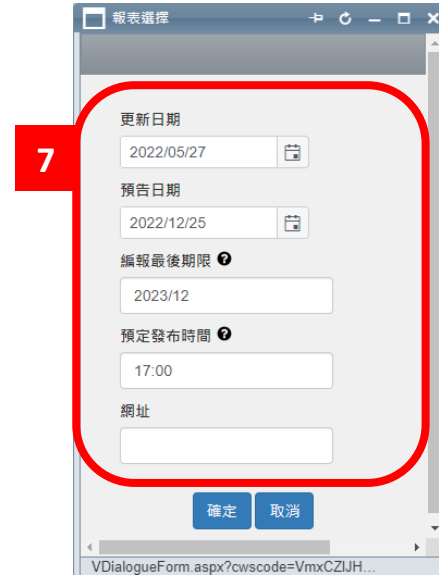 報表選擇
7
更新日期
2022/05/27
預告日期
2022/12/25
編報最後期限
2023/12
預定發布時間
17:00
網址
確定 取消
VDialogueForm.aspx?cwscode=VmxCZlJH...